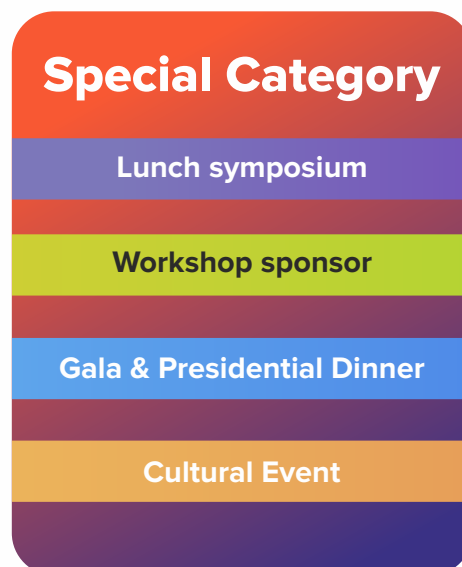 Special Category
Lunch symposium
Workshop sponsor
Gala & Presidential Dinner
Cultural Event